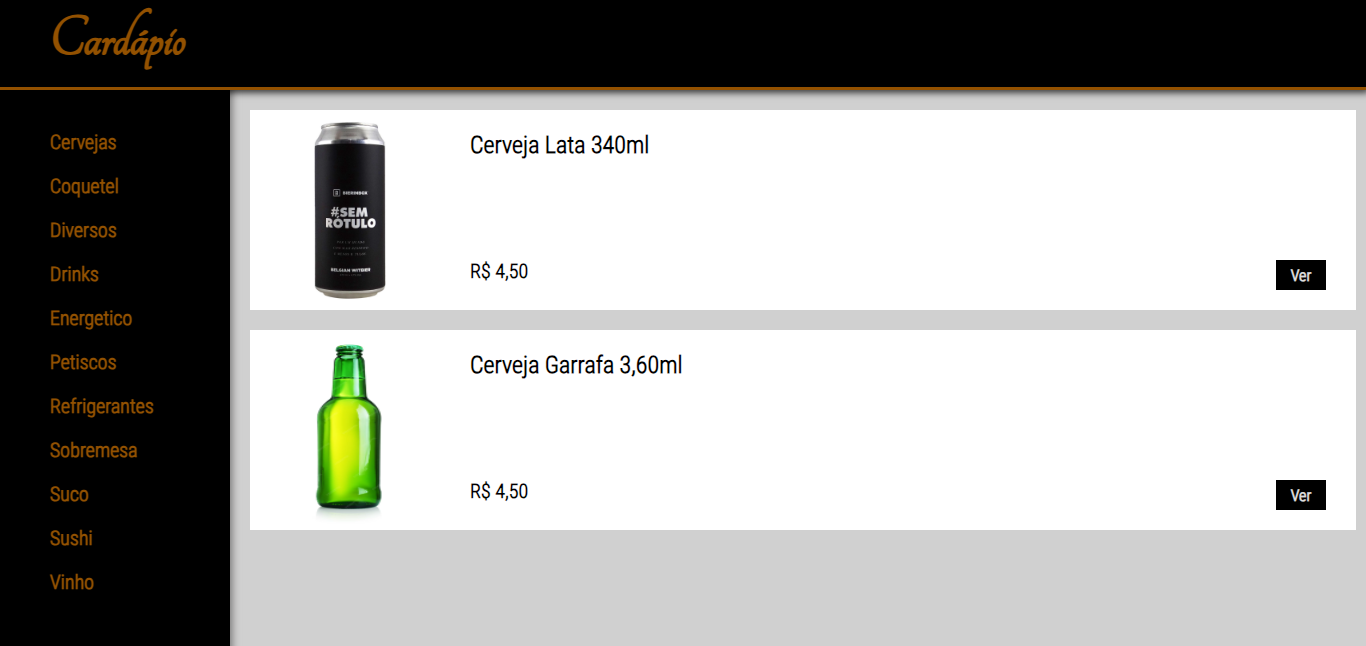 Cardápio
Cervejas
Coquetel
Diversos
Drinks
Energetico
Petiscos
Refrigerantes
Sobremesa
Suco
Sushi
Vinho
#SEM
RÓTULO
BELGIAN WITBIER
Cerveja Lata 340ml
R$ 4,50
Ver
Cerveja Garrafa 3,60ml
R$ 4,50
Ver